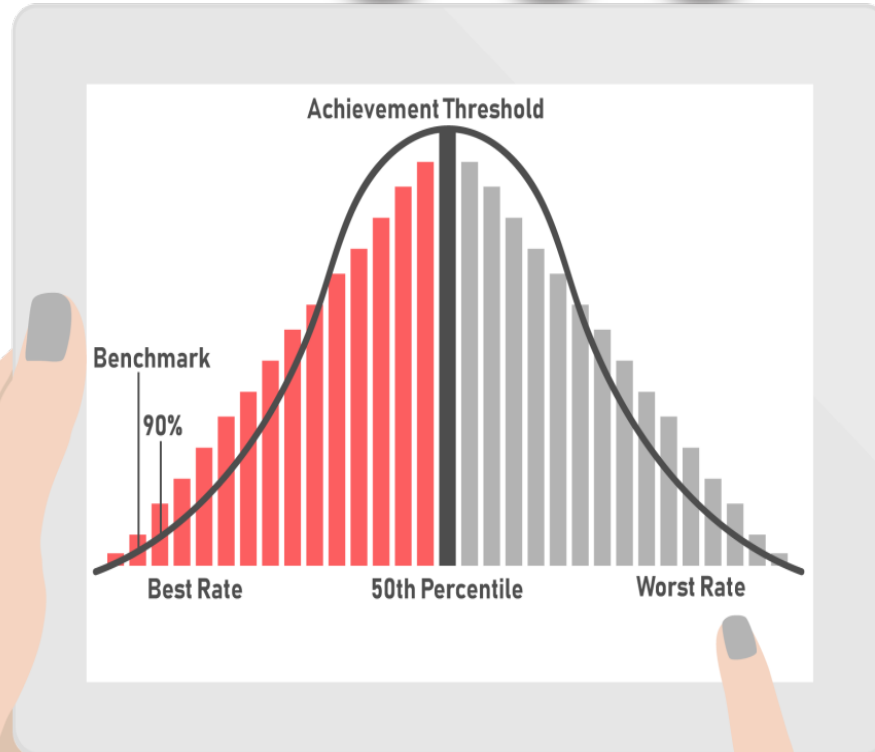 Achievement Threshold
Benchmark
90%
Best Rate
50th Percentile
Worst Rate